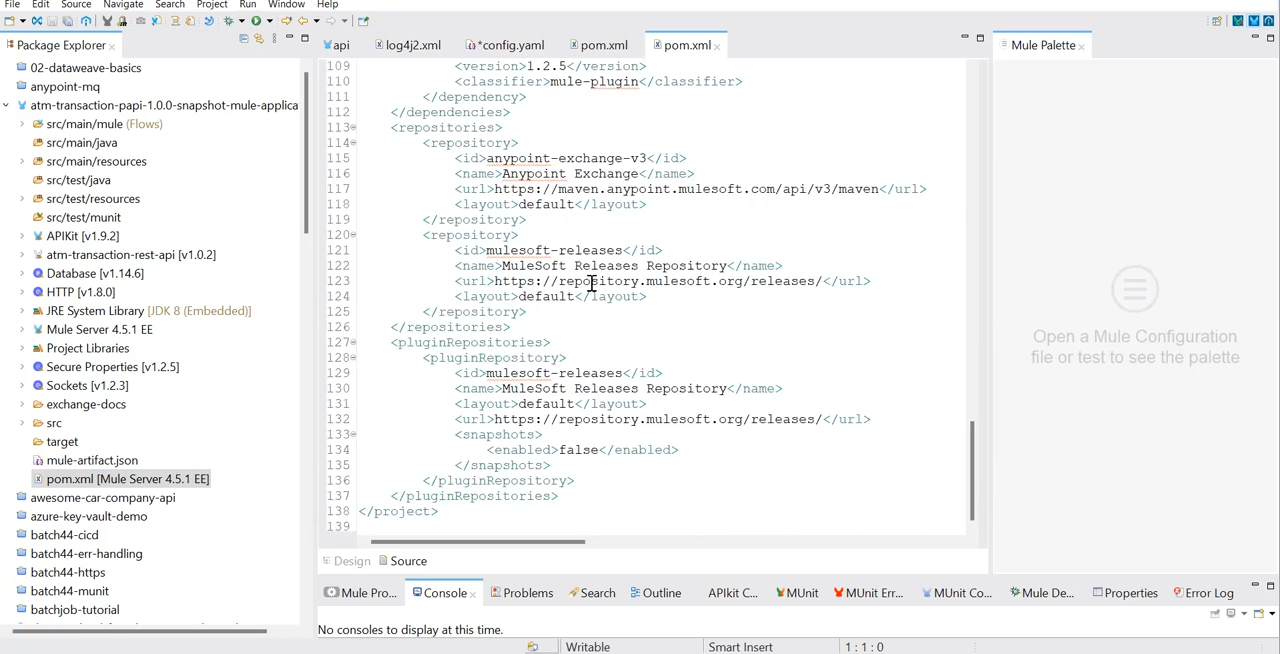 File Edit Source Navigate Search Project Run Window Help
Package Explorer
api log4j2.xml *config.yaml pom.xml pom.xml
Mule Palette
02-dataweave-basics
anypoint-mq
atm-transaction-papi-1.0.0-snapshot-mule-applica
src/main/mule (Flows)
src/main/java
src/main/resources
src/test/java
src/test/resources
src/test/munit
APIKit [v1.9.2]
atm-transaction-rest-api [v1.0.2]
Database [v1.14.6]
HTTP [v1.8.0]
JRE System Library [JDK 8 (Embedded)]
Mule Server 4.5.1 EE
Project Libraries
Secure Properties [v1.2.5]
Sockets [v1.2.3]
exchange-docs
src
target
mule-artifact.json
pom.xml [Mule Server 4.5.1 EE]
awesome-car-company-api
azure-key-vault-demo
batch44-cicd
batch44-err-handling
batch44-https
batch44-munit
batchjob-tutorial
109 <version>1.2.5</version>
110 <classifier>mule-plugin</classifier>
111 </dependency>
112 </dependencies>
113 <repositories>
114 <repository>
115 <id>anypoint-exchange-v3</id>
116 <name>Anypoint Exchange</name>
117 <url>https://maven.anypoint.mulesoft.com/api/v3/maven</url>
118 <layout>default</layout>
119 </repository>
120 <repository>
121 <id>mulesoft-releases</id>
122 <name>MuleSoft Releases Repository</name>
123 <url>https://repository.mulesoft.org/releases/</url>
124 <layout>default</layout>
125 </repository>
126 </repositories>
127 <pluginRepositories>
128 <pluginRepository>
129 <id>mulesoft-releases</id>
130 <name>MuleSoft Releases Repository</name>
131 <layout>default</layout>
132 <url>https://repository.mulesoft.org/releases/</url>
133 <snapshots>
134 <enabled>false</enabled>
135 </snapshots>
136 </pluginRepository>
137 </pluginRepositories>
138 </project>
139
Open a Mule Configuration
file or test to see the palette
Design Source
Mule Pro... Console Problems Search Outline APIkit C... MUnit MUnit Err... MUnit Co... Mule De... Properties Error Log
No consoles to display at this time.
Writable Smart Insert 1 : 1 : 0